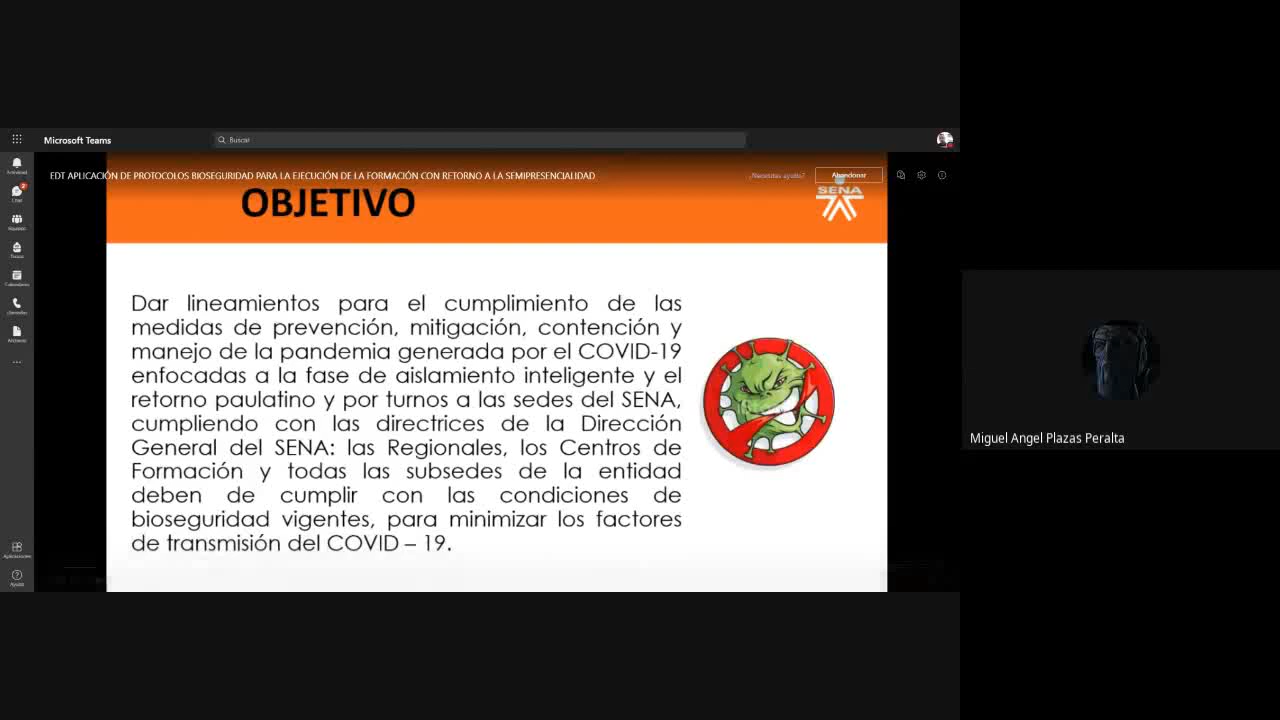 Microsoft Teams
Buscar
EDT APLICACIÓN DE PROTOCOLOS BIOSEGURIDAD PARA LA EJECUCIÓN DE LA FORMACIÓN CON RETORNO A LA SEMIPRESENCIALIDAD
¿Necesitas ayuda?
Abandonar
OBJETIVO
SENA
Dar lineamientos para el cumplimiento de las
medidas de prevención, mitigación, contención y
manejo de la pandemia generada por el COVID-19
enfocadas a la fase de aislamiento inteligente y el
retorno paulatino y por turnos a las sedes del SENA,
cumpliendo con las directrices de la Dirección
General del SENA: las Regionales, los Centros de
Formación y todas las subsedes de la entidad
deben de cumplir con las condiciones de
bioseguridad vigentes, para minimizar los factores
de transmisión del COVID – 19.
Chat
Aplicaciones
Ayuda
Miguel Angel Plazas Peralta